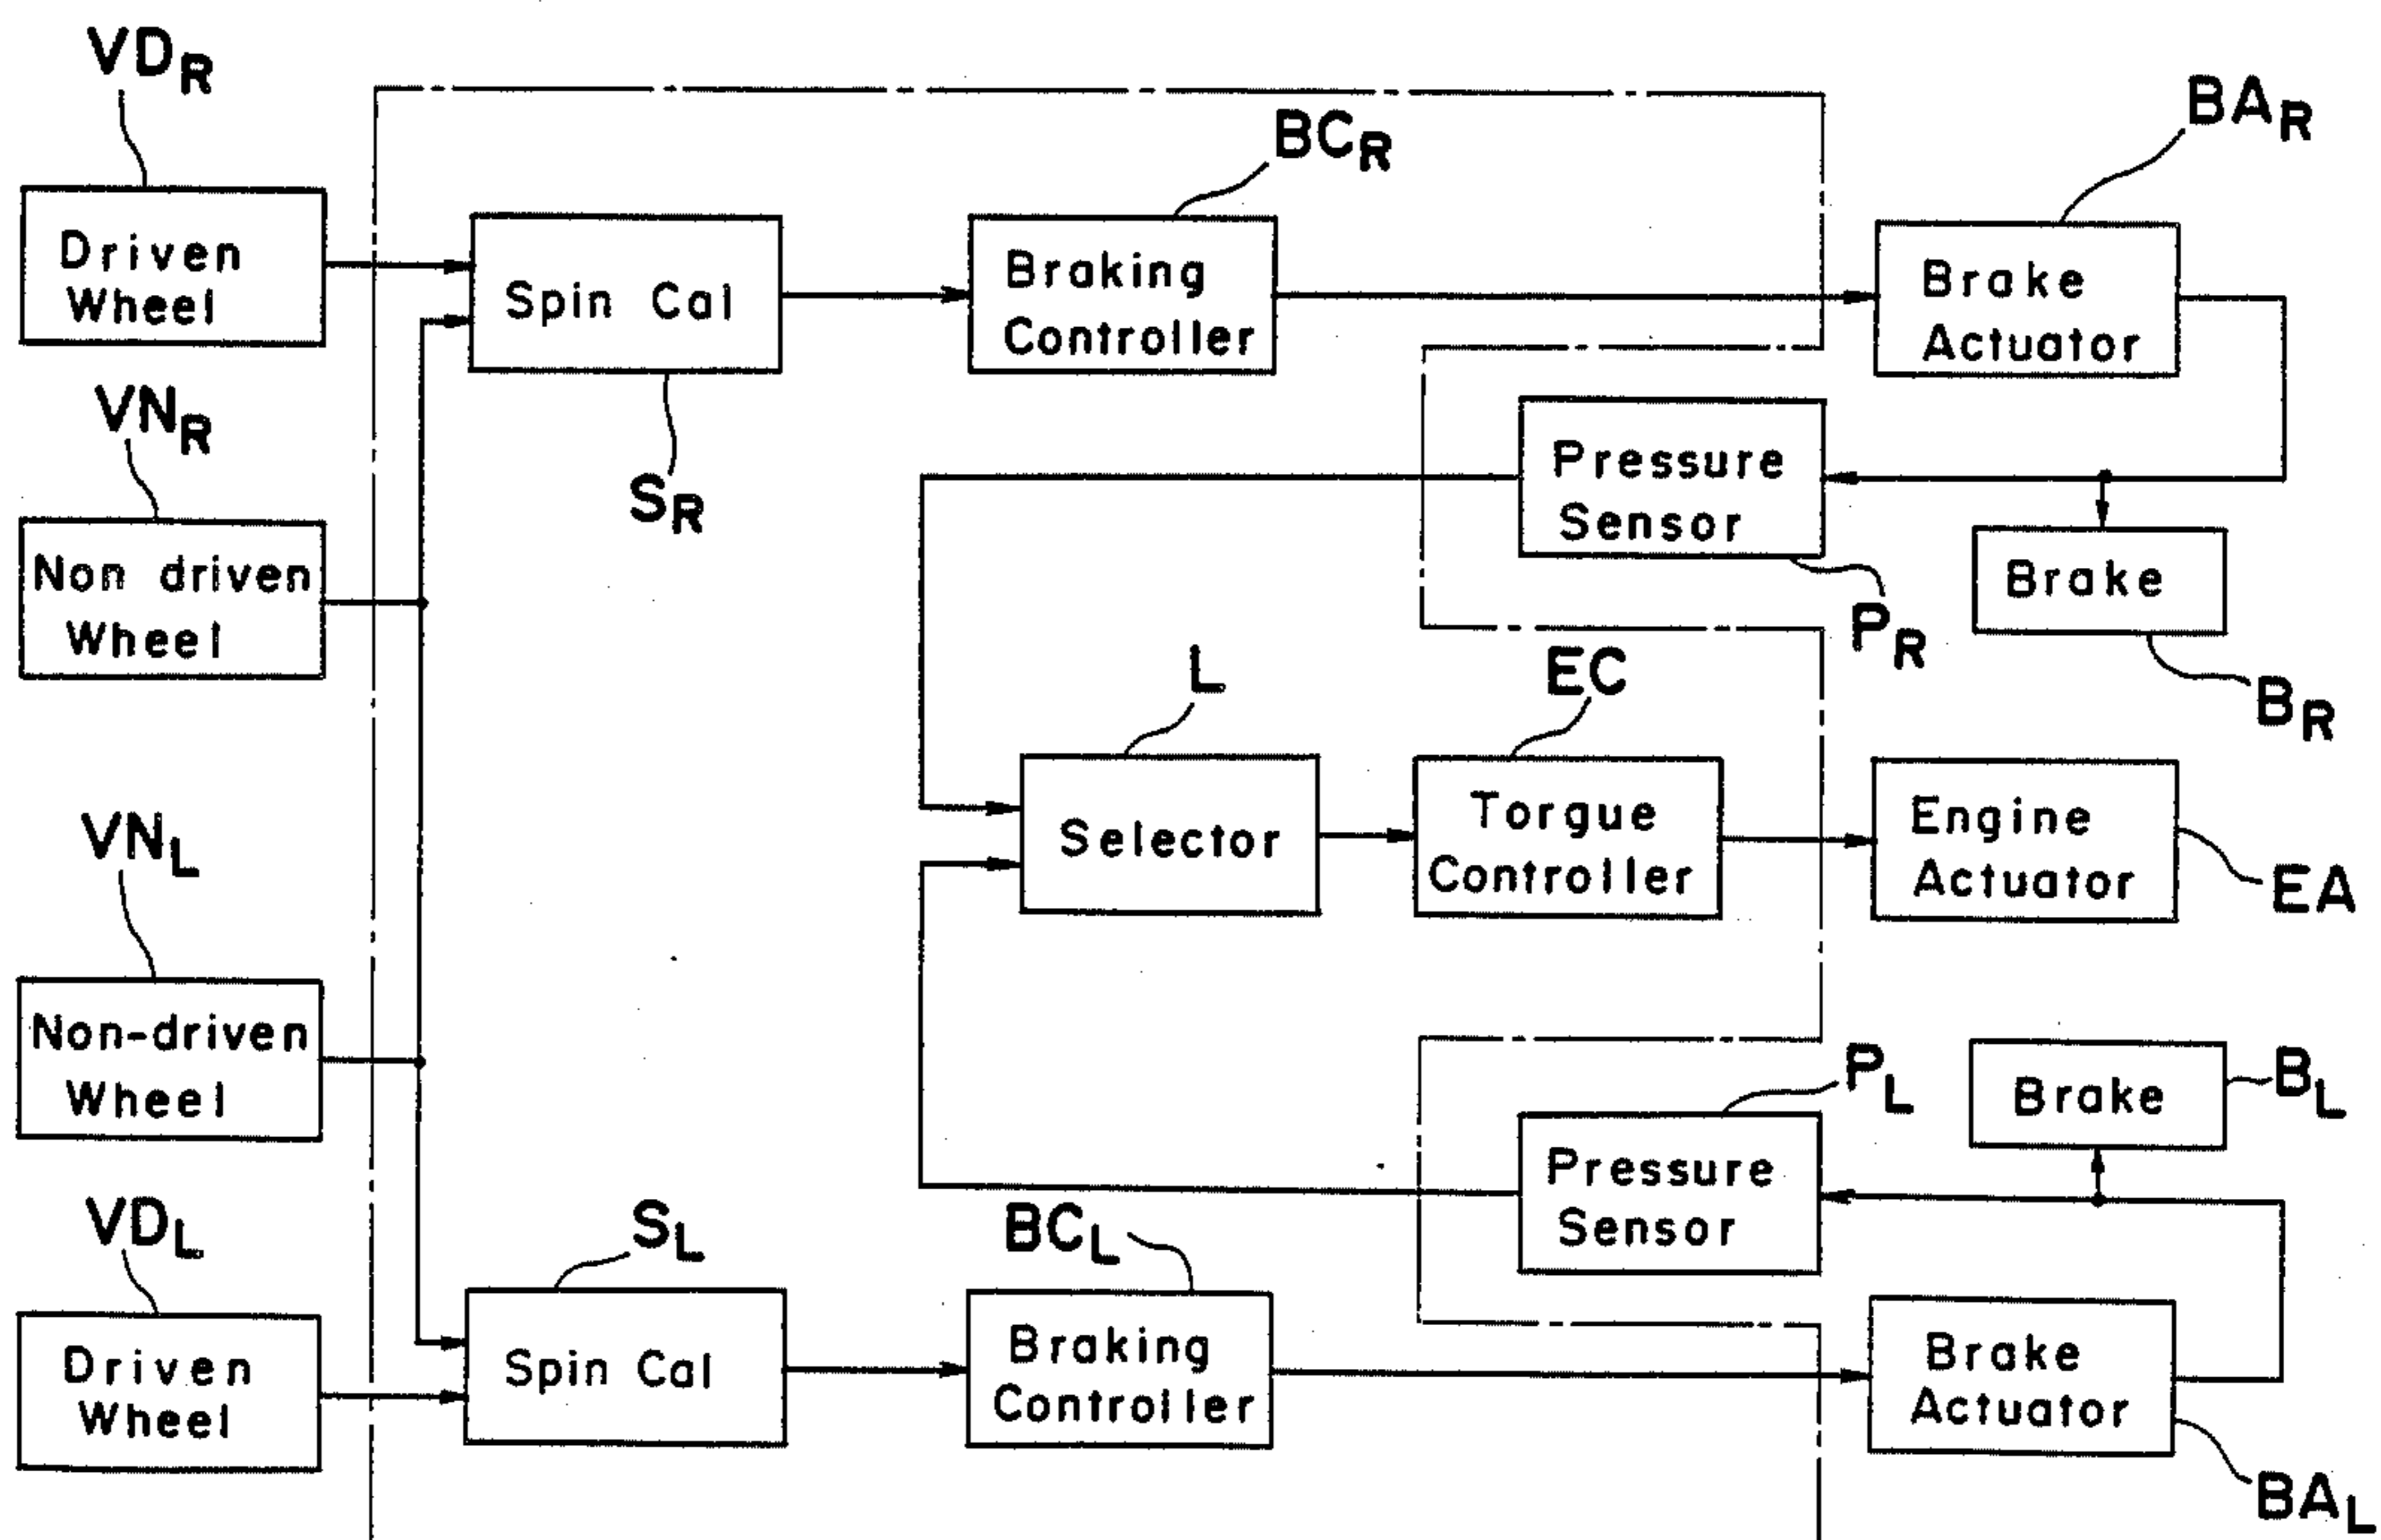 VDR
BCR
BAR
Driven
Wheel
Spin Cal
Braking
Controller
Brake
Actuator
VNR
SR
Pressure
Sensor
Non driven
Wheel
Brake
PR
BR
L
EC
Selector
Torgue
Controller
Engine
Actuator
EA
VNL
Non-driven
Wheel
PL
Brake
BL
Pressure
Sensor
VDL
SL
BCL
Driven
Wheel
Spin Cal
Braking
Controller
Brake
Actuator
BAL